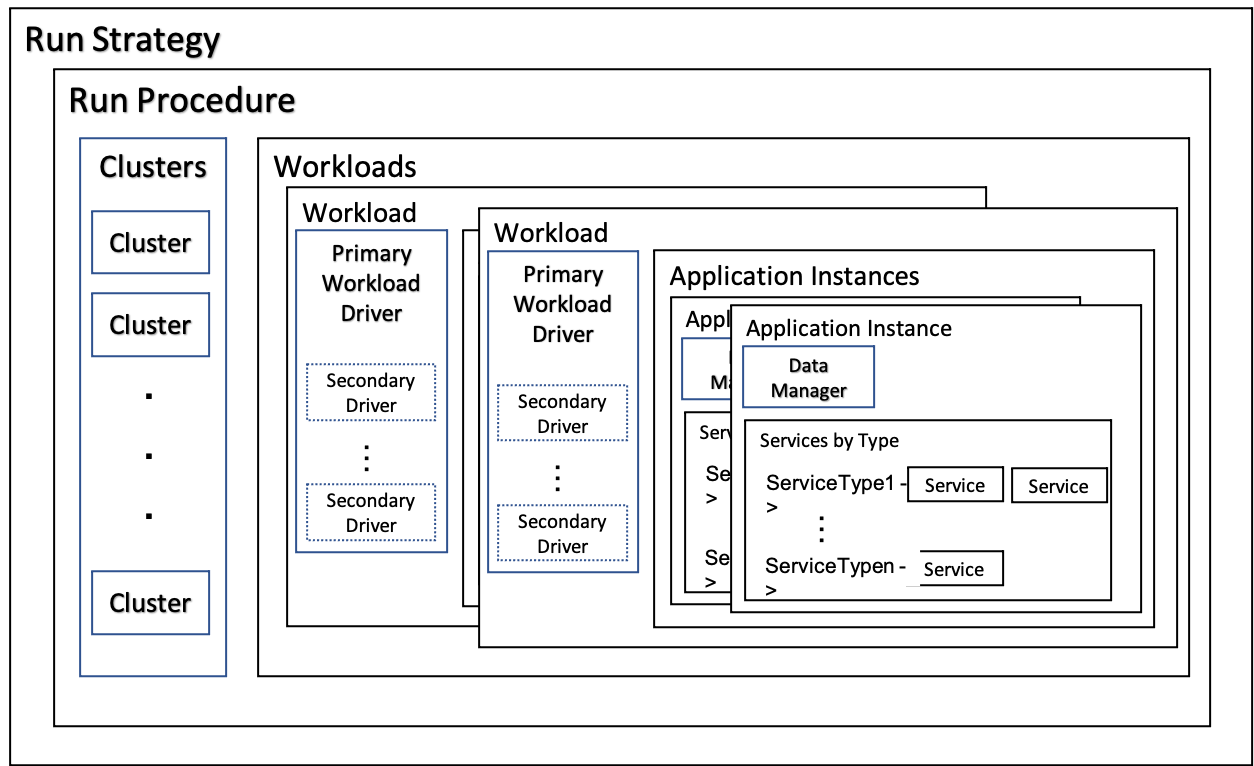 Run Strategy
Run Procedure
Clusters
Cluster
Cluster
.
.
.
Cluster
Workloads
Workload
Primary
Workload
Driver
Secondary
Driver
...
Secondary
Driver
Workload
Primary
Workload
Driver
Secondary
Driver
...
Secondary
Driver
Application Instances
Appl
Ma
Serv
Se
>
Se
>
Application Instance
Data
Manager
Services by Type
ServiceType1 -
>
Service
Service
...
ServiceTypen -
>
Service